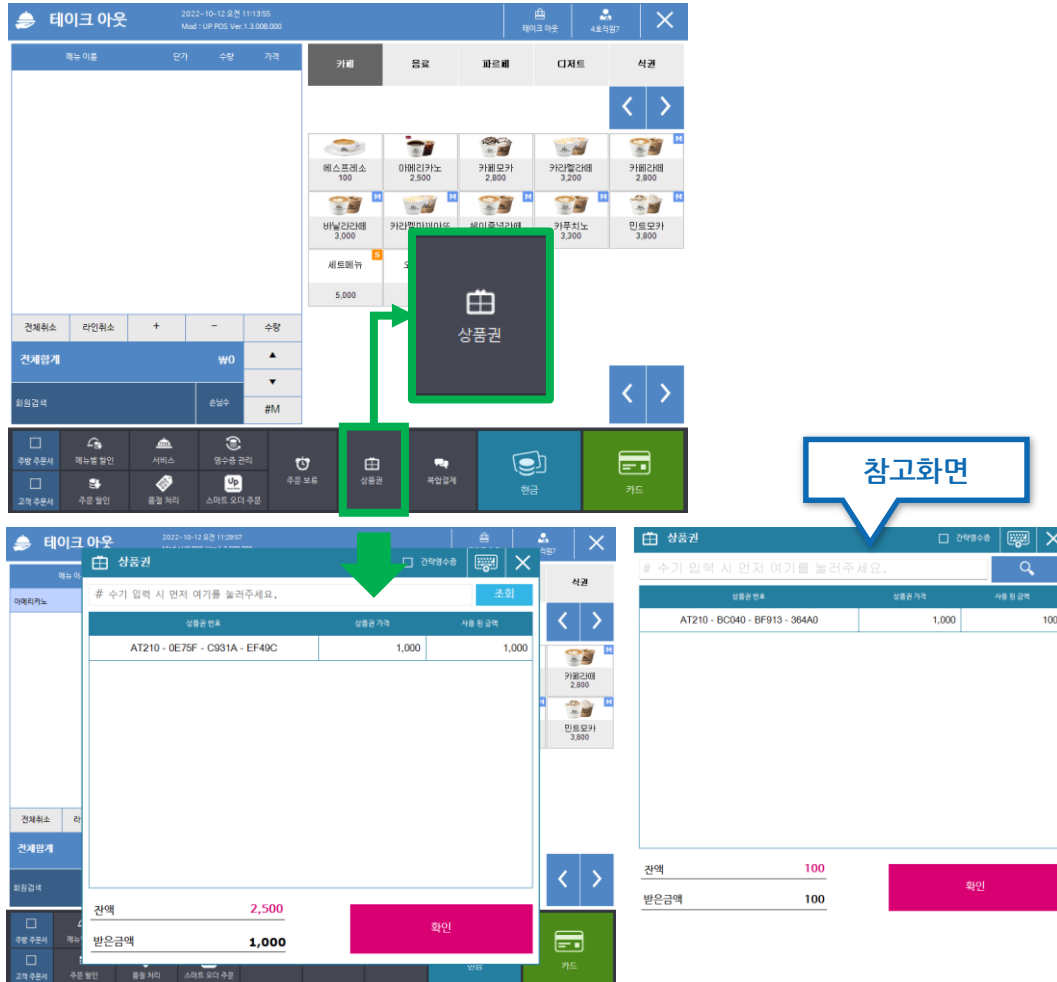 테이크 아웃
2022-10-12 오전 11:13:55
Mod : UP POS Ver.1.3.008.000
테이크 아웃
4호직원7
메뉴 이름 단가 수량 가격
카페 음료 파르페 디저트 식권
에스프레소 아메리카노 카페모카 카라멜라떼 카페라떼
100 2,500 2,800 3,200 2,800
M
M M M M M
바닐라라떼 카라멜마끼아또 헤이즐넛라떼 카푸치노 민트모카
3,000 3,300 3,800
S
세트메뉴
5,000
상품권
전체취소 라인취소 + - 수량
전체합계 ₩0 ▲
▼
회원검색 손님수 #M
주방 주문서 메뉴별 할인 서비스 영수증 관리
고객 주문서 주문 할인 품절 처리 스마트 오더 주문
Up
주문 보류 상품권 복합결제 현금 카드
참고화면
테이크 아웃
2022-10-12 오전 11:29:57
아메리카노
식권
M
카페라떼
2,800
M M
민트모카
3,800
전체취소
전체합계
회원검색
주방 주문서
고객 주문서 주문 할인 품절 처리 스마트 오더 주문
카드
상품권 간략영수증
# 수기 입력 시 먼저 여기를 눌러주세요. 조회
상품권 번호 상품권 가격 사용 된 금액
AT210 - 0E75F - C931A - EF49C 1,000 1,000
잔액 2,500
받은금액 1,000
확인
상품권 간략영수증
# 수기 입력 시 먼저 여기를 눌러주세요.
상품권 번호 상품권 가격 사용 된 금액
AT210 - BC040 - BF913 - 364A0 1,000 100
잔액 100
받은금액 100
확인